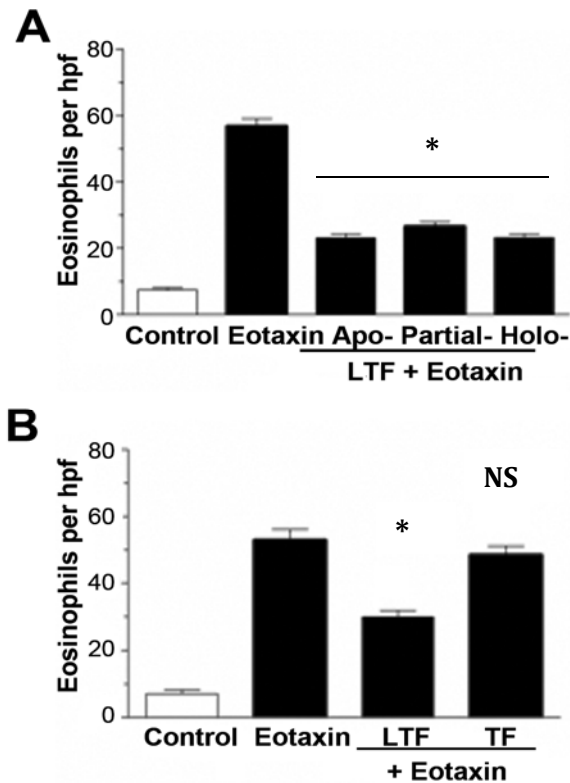 A
Eosinophils per hpf
80
60
*
40
20
0
Control Eotaxin Apo- Partial- Holo-
LTF + Eotaxin
B
Eosinophils per hpf
80
NS
60
*
40
20
0
Control Eotaxin LTF TF
+ Eotaxin